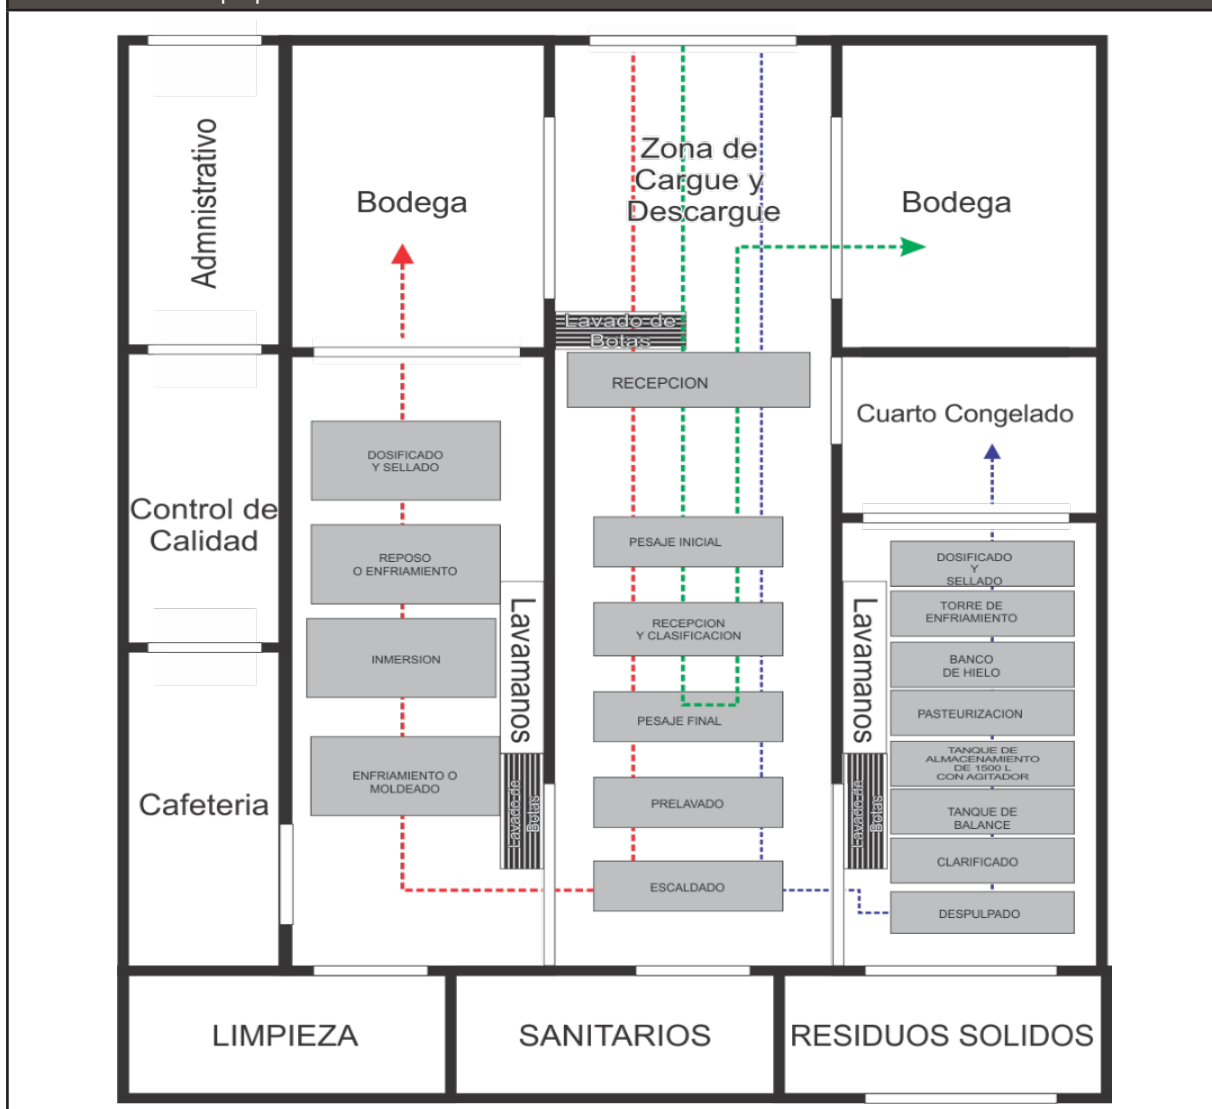 Admnistrativo
Bodega
Zona de
Cargue y
Descargue
Bodega
Lavado de
Botas
RECEPCION
Cuarto Congelado
Control de
Calidad
Cafeteria
DOSIFICADO
Y SELLADO
REPOSO
O ENFRIAMIENTO
INMERSION
ENFRIAMIENTO O
MOLDEADO
Lavamanos
Lavado de
Botas
PESAJE INICIAL
RECEPCION
Y CLASIFICACION
PESAJE FINAL
PRELAVADO
ESCALDADO
Lavamanos
Lavado de
Botas
DOSIFICADO
Y
SELLADO
TORRE DE
ENFRIAMIENTO
BANCO
DE HIELO
PASTEURIZACION
TANQUE DE
ALMACENAMIENTO
DE 1500 L
CON AGITADOR
TANQUE DE
BALANCE
CLARIFICADO
DESPULPADO
LIMPIEZA
SANITARIOS
RESIDUOS SOLIDOS